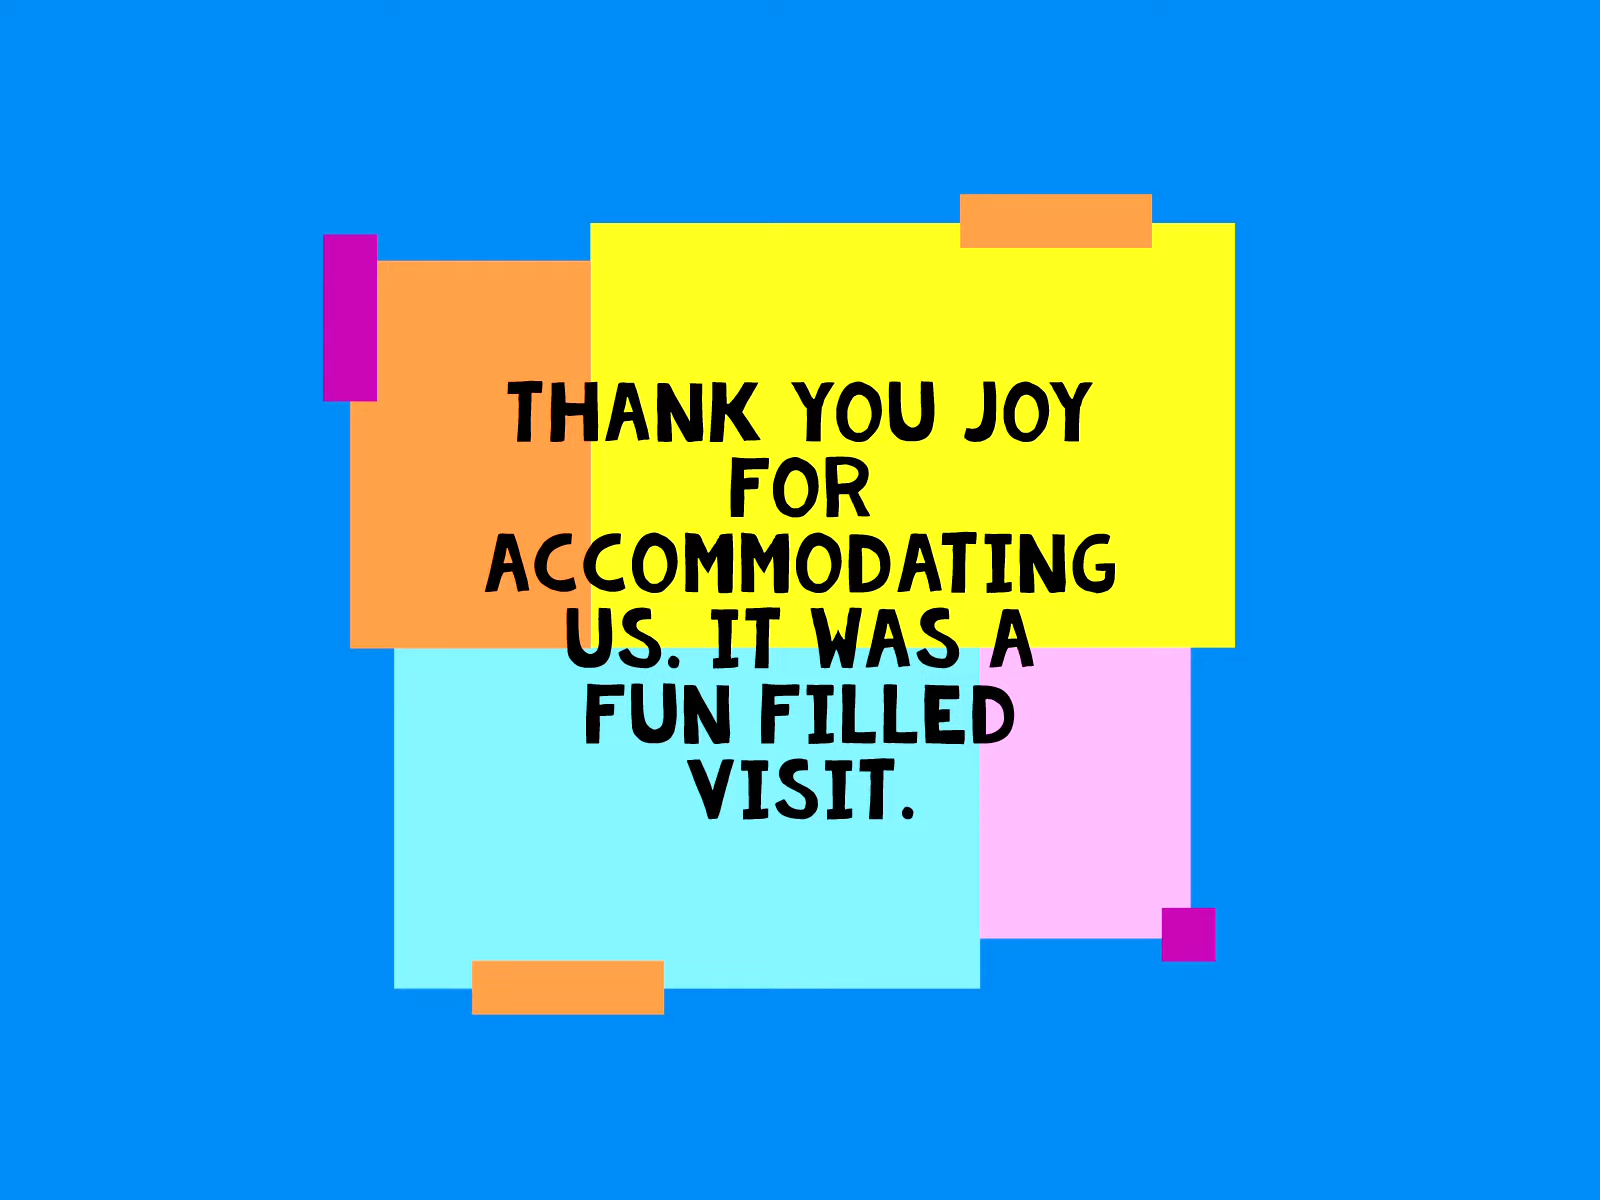 THANK YOU JOY
FOR
ACCOMMODATING
US. IT WAS A
FUN FILLED
VISIT.